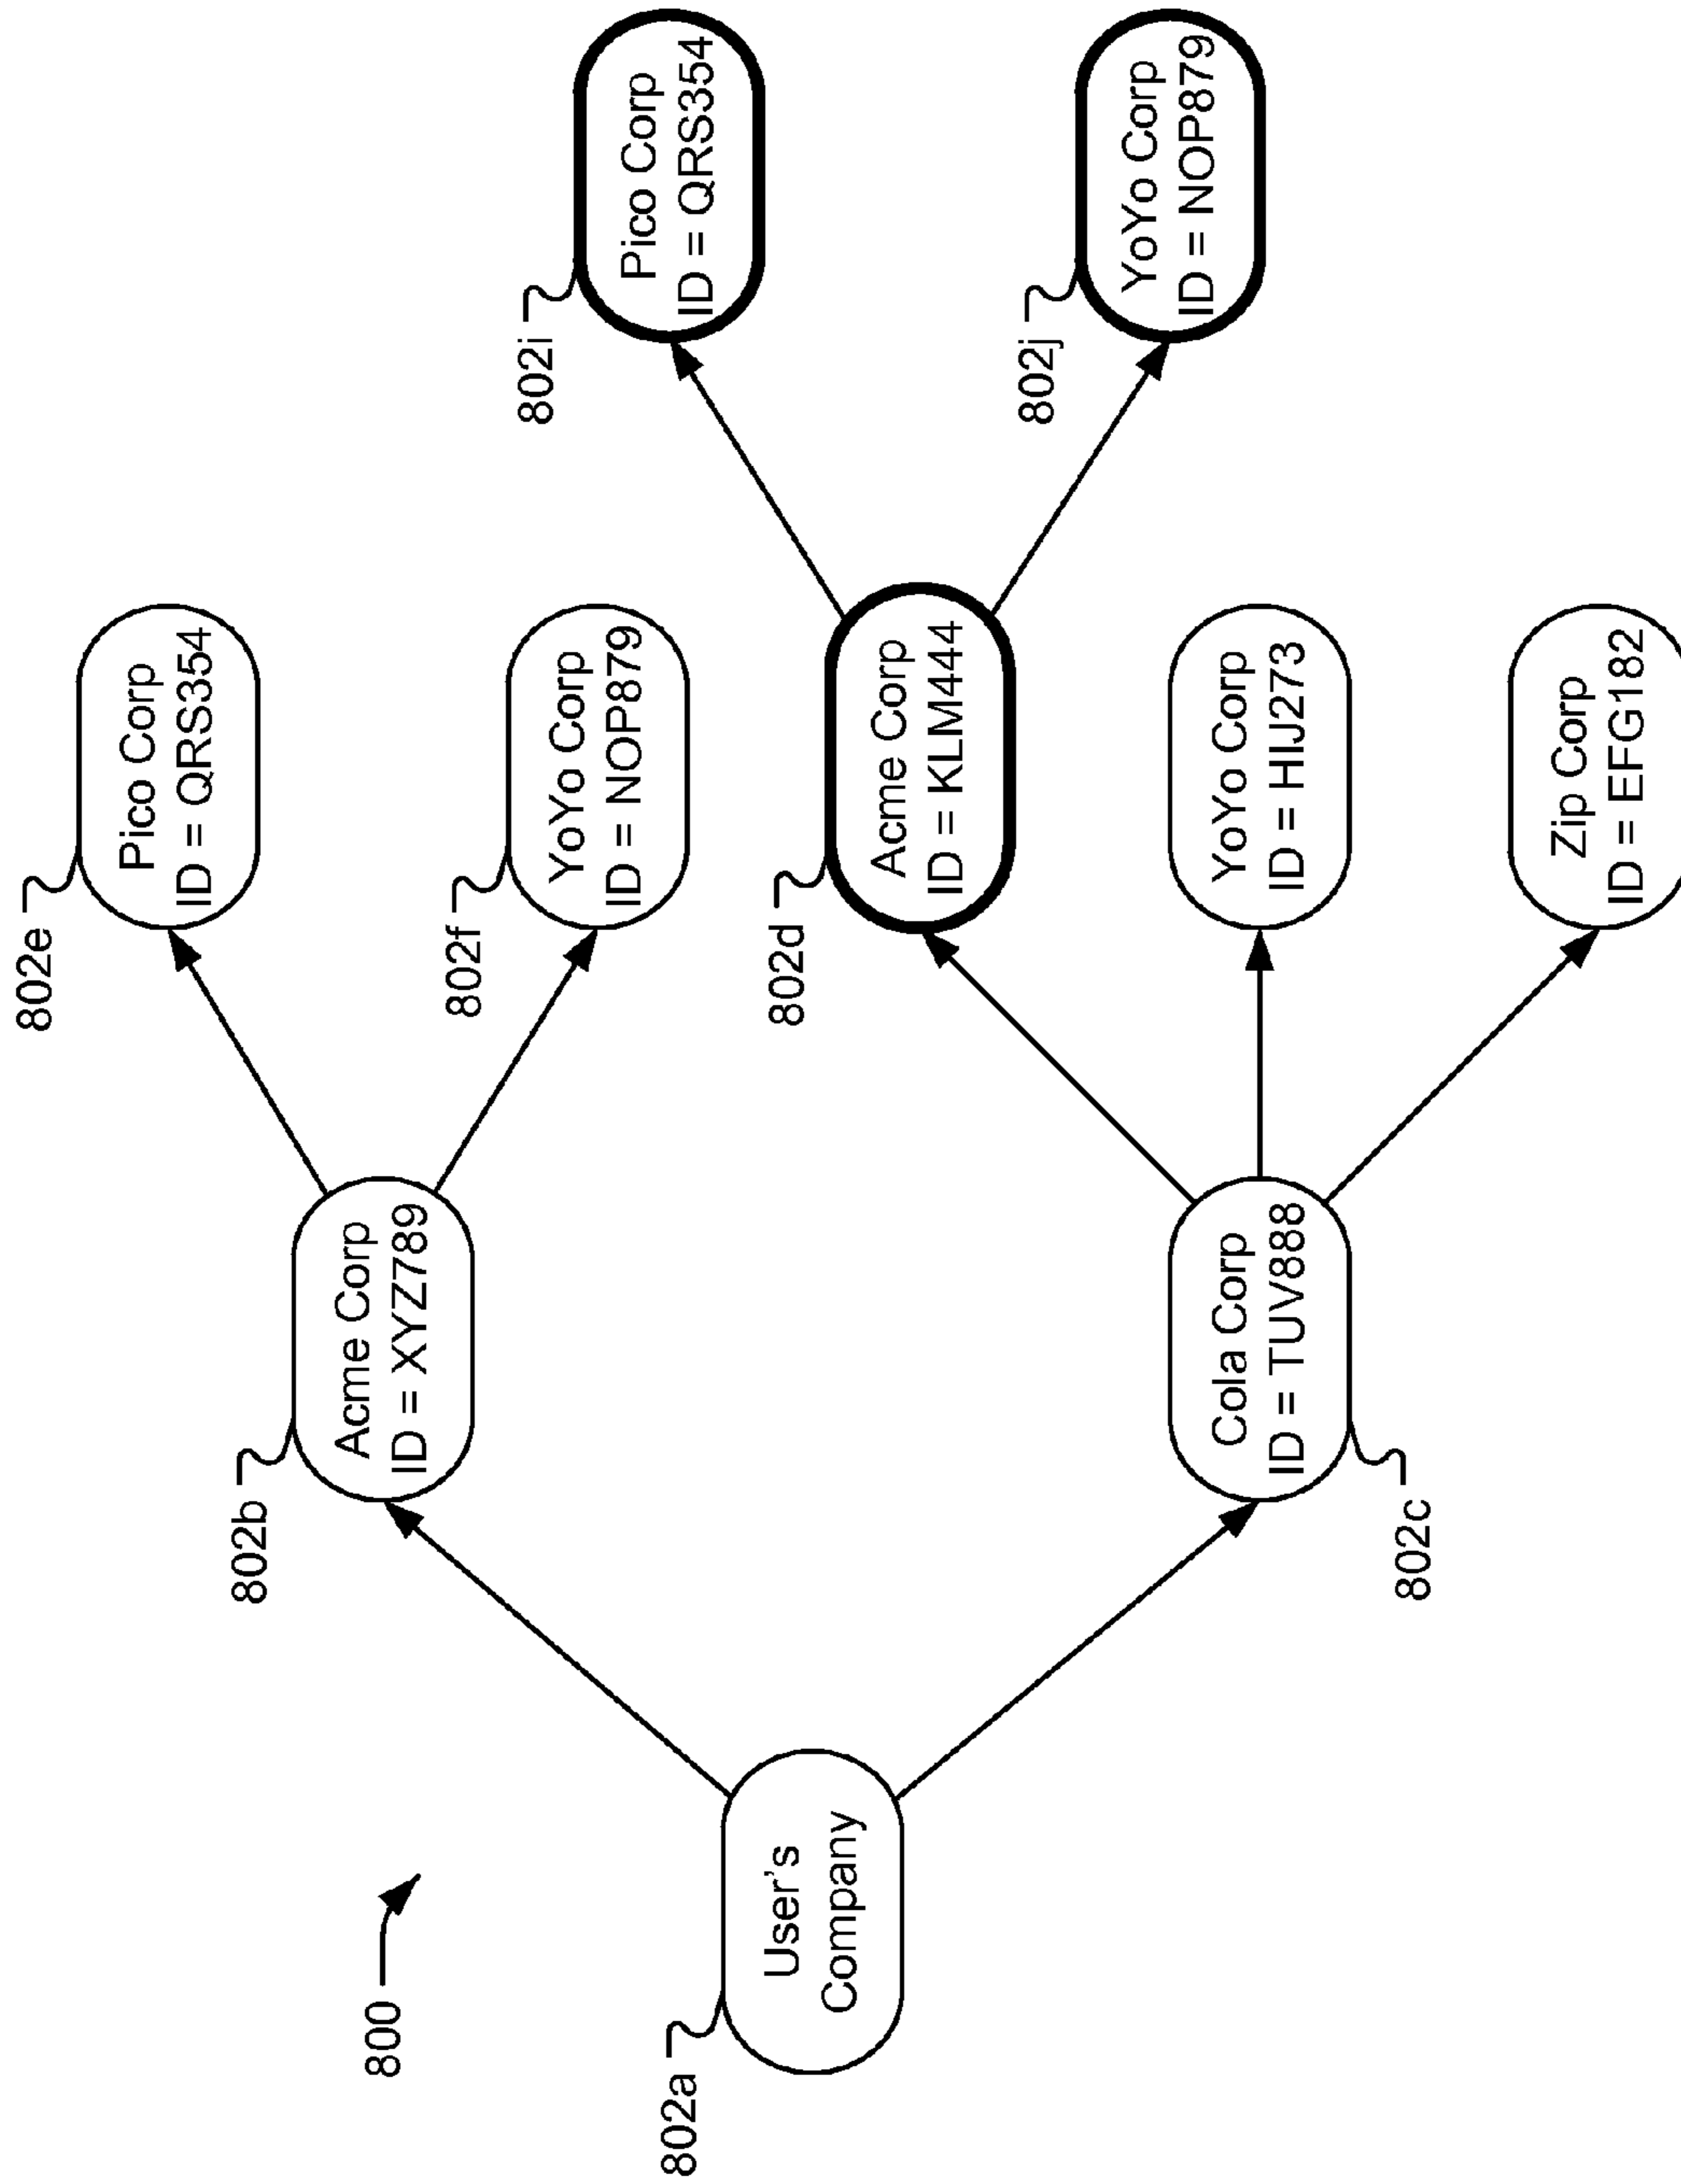 800
802a
User's
Company
802b
Acme Corp
ID = XYZ789
802c
Cola Corp
ID = TUV888
802e
Pico Corp
ID = QRS354
802f
YoYo Corp
ID = NOP879
802d
Acme Corp
ID = KLM444
YoYo Corp
ID = HIJ273
Zip Corp
ID = EFG182
802i
Pico Corp
ID = QRS354
802j
YoYo Corp
ID = NOP879